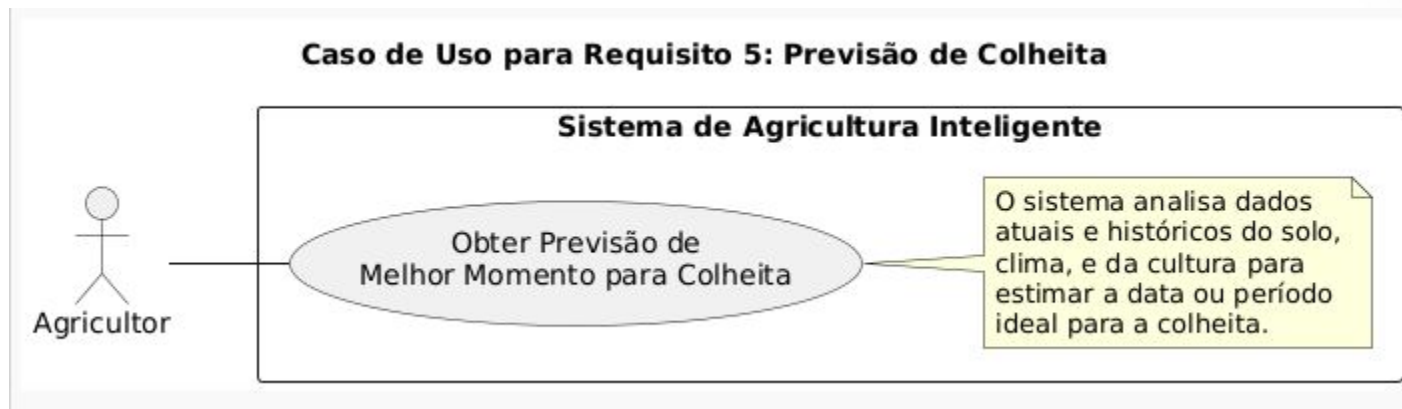 Caso de Uso para Requisito 5: Previsão de Colheita
Sistema de Agricultura Inteligente
Agricultor
Obter Previsão de
Melhor Momento para Colheita
O sistema analisa dados
atuais e históricos do solo,
clima, e da cultura para
estimar a data ou período
ideal para a colheita.